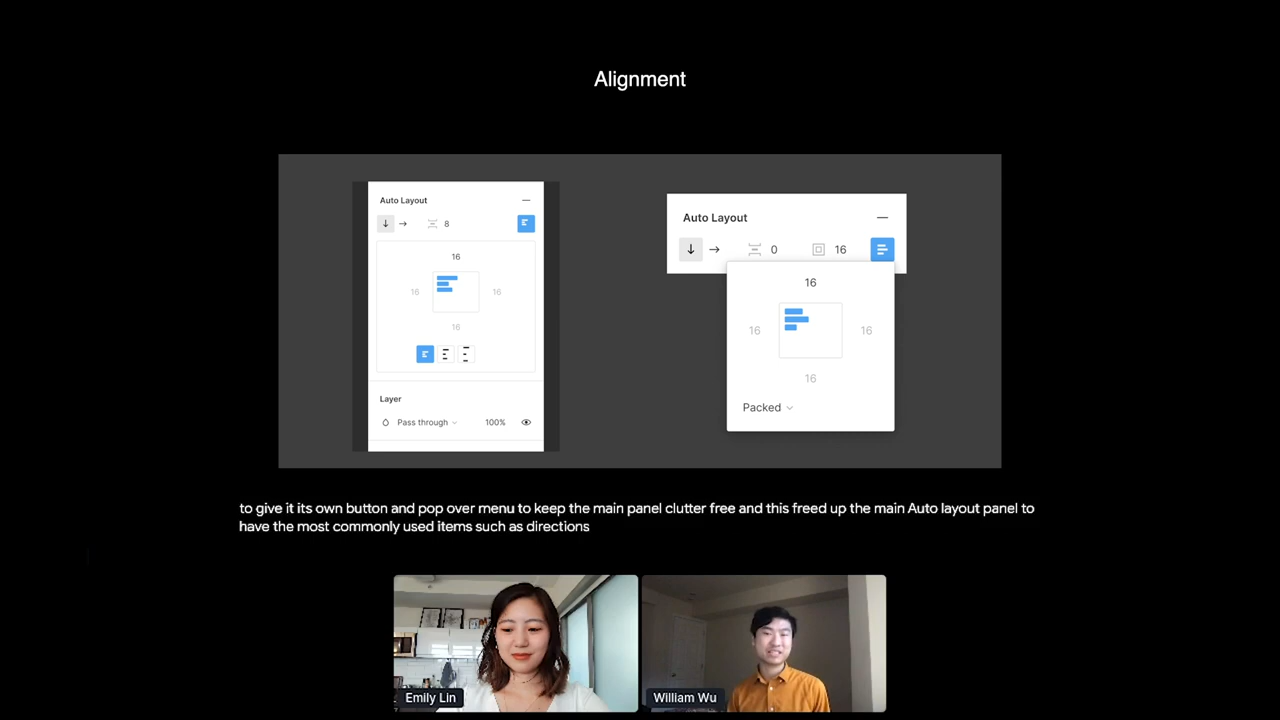 Alignment
Auto Layout
8
16
16
16
16
Layer
Pass through
100%
Auto Layout
0
16
16
16
16
16
Packed
to give it its own button and pop over menu to keep the main panel clutter free and this freed up the main Auto layout panel to
have the most commonly used items such as directions
Emily Lin
William Wu